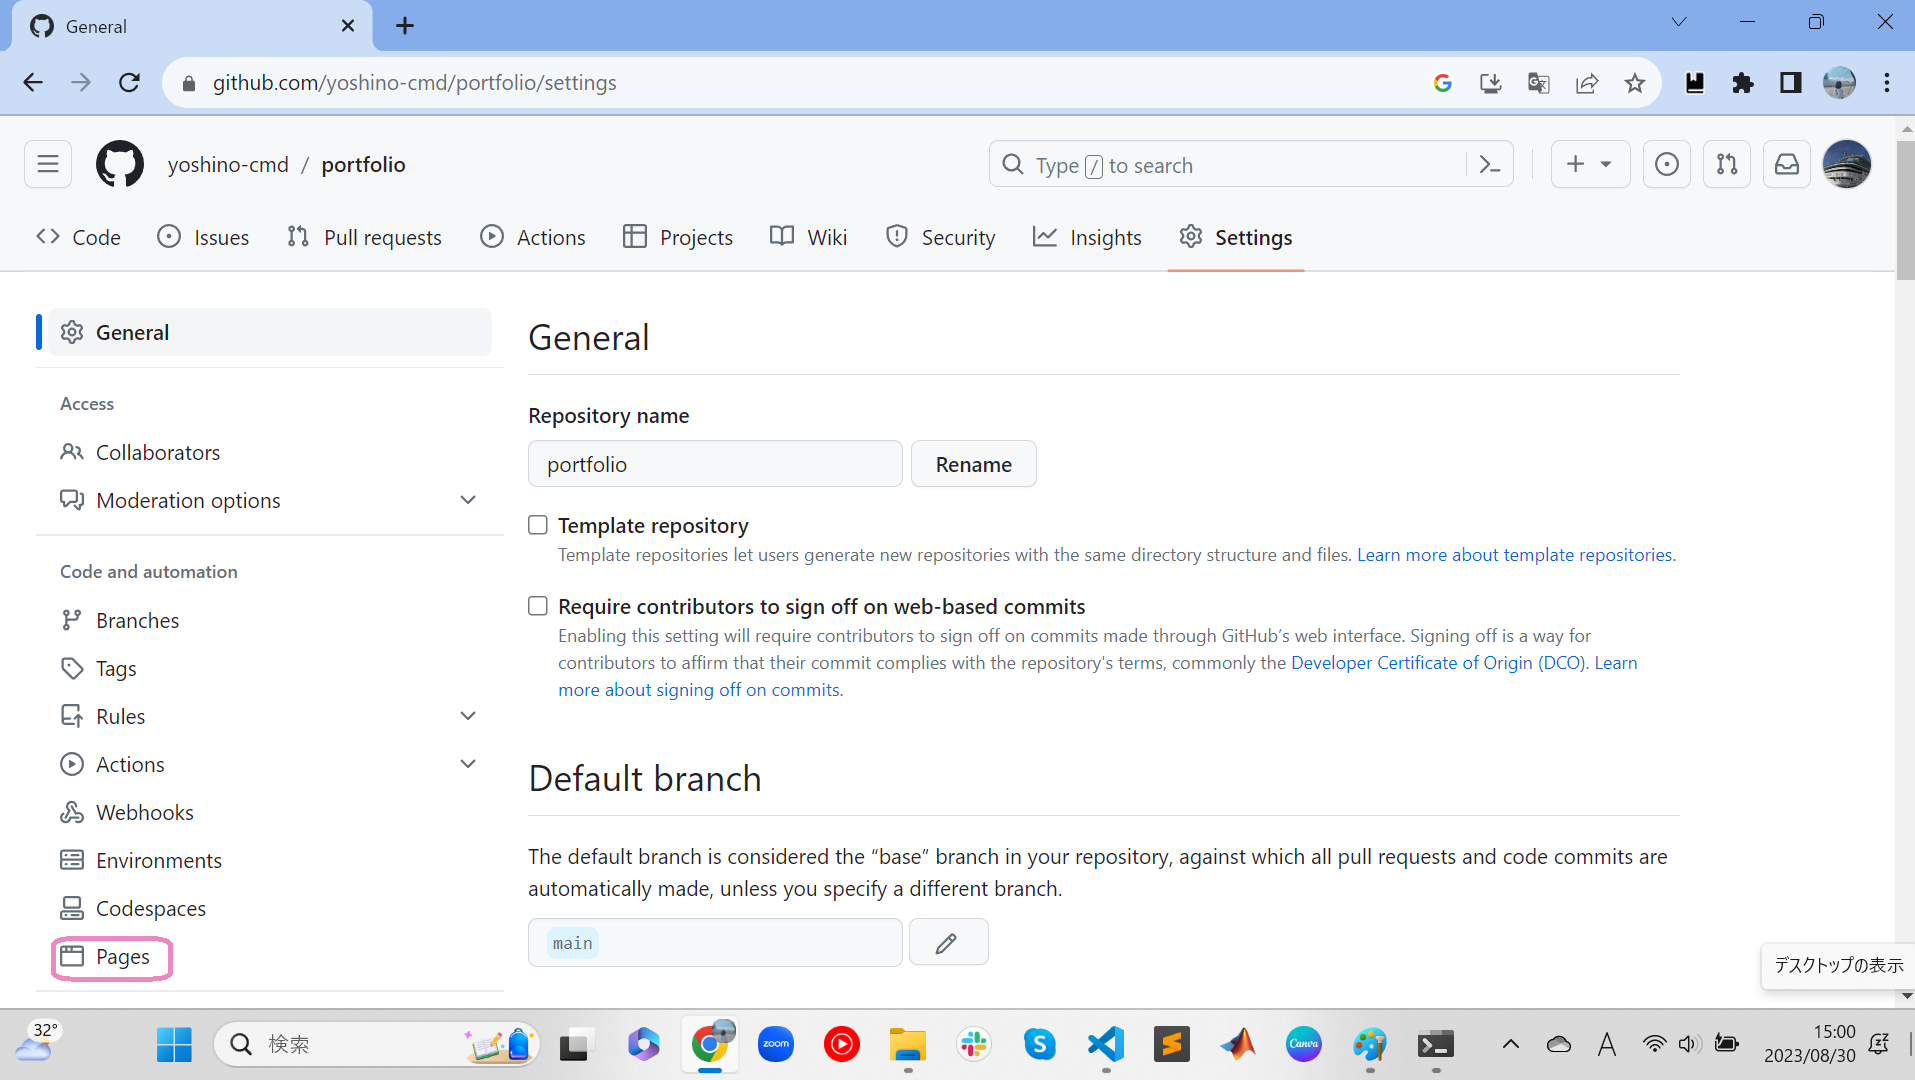 General
github.com/yoshino-cmd/portfolio/settings
yoshino-cmd / portfolio
Type / to search
Code Issues Pull requests Actions Projects Wiki Security Insights Settings
General
Access
Collaborators
Moderation options
Code and automation
Branches
Tags
Rules
Actions
Webhooks
Environments
Codespaces
Pages
General
Repository name
portfolio Rename
Template repository
Template repositories let users generate new repositories with the same directory structure and files. Learn more about template repositories.
Require contributors to sign off on web-based commits
Enabling this setting will require contributors to sign off on commits made through GitHub’s web interface. Signing off is a way for
contributors to affirm that their commit complies with the repository's terms, commonly the Developer Certificate of Origin (DCO). Learn
more about signing off on commits.
Default branch
The default branch is considered the “base” branch in your repository, against which all pull requests and code commits are
automatically made, unless you specify a different branch.
main
デスクトップの表示
32°
検索
zoom
S
Canva
A
15:00
2023/08/30